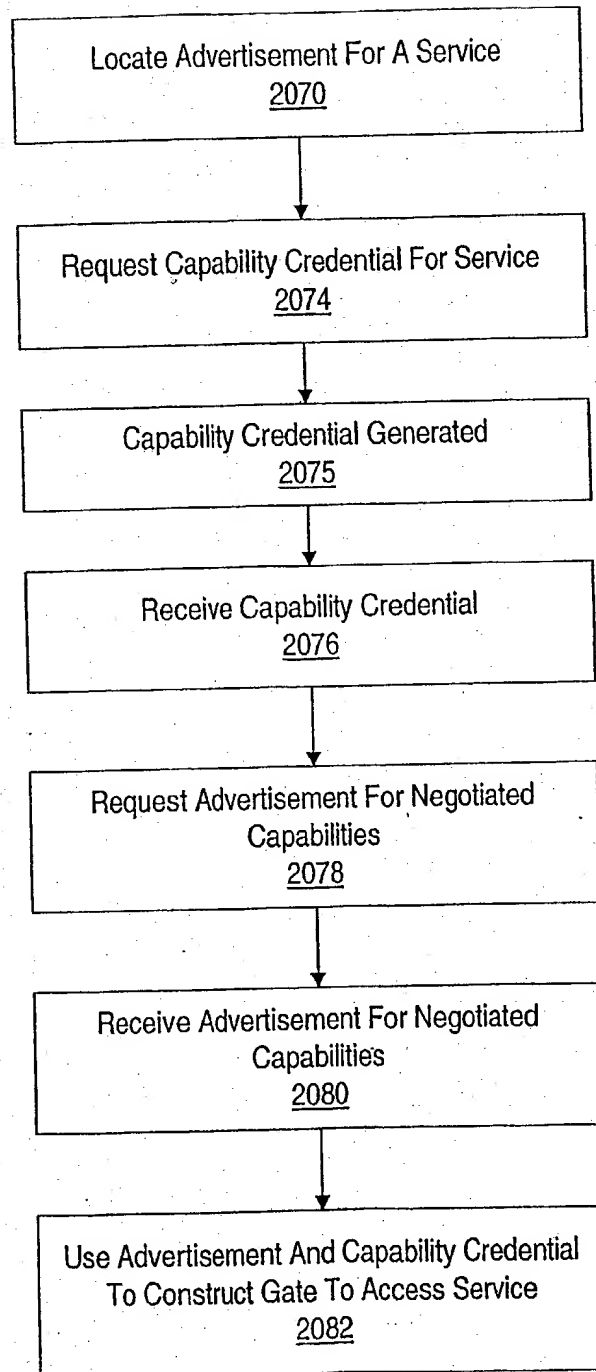 Locate Advertisement For A Service
2070
Request Capability Credential For Service
2074
Capability Credential Generated
2075
Receive Capability Credential
2076
Request Advertisement For Negotiated
Capabilities
2078
Receive Advertisement For Negotiated
Capabilities
2080
Use Advertisement And Capability Credential
To Construct Gate To Access Service
2082